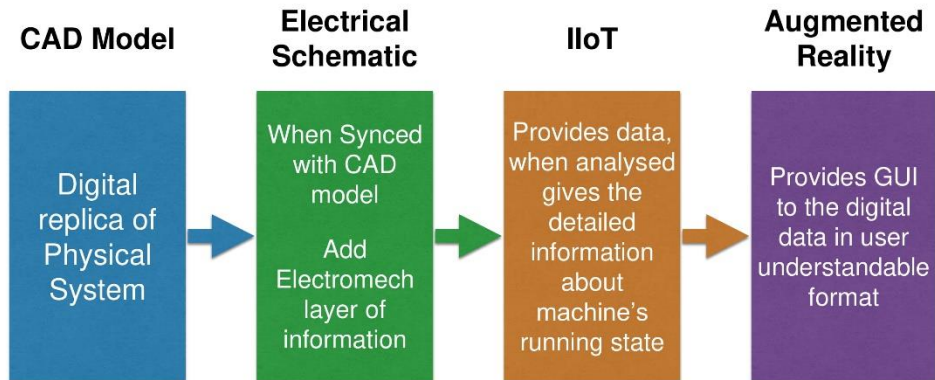 CAD Model
Digital
replica of
Physical
System
Electrical
Schematic
When Synced
with CAD
model
Add
Electromech
layer of
information
IIoT
Provides data,
when analysed
gives the
detailed
information
about
machine's
running state
Augmented
Reality
Provides GUI
to the digital
data in user
understandable
format